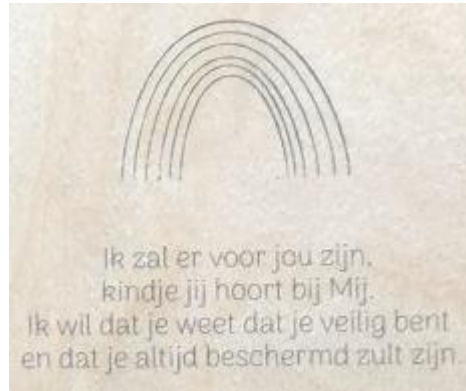 Ik zal er voor jou zijn,
kindje jij hoort bij Mij.
Ik wil dat je weet dat je veilig bent
en dat je altijd beschermd zult zijn.